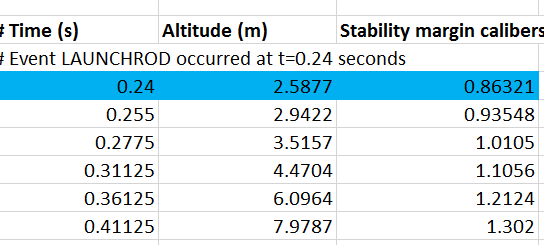 # Time (s) Altitude (m) Stability margin calibers
# Event LAUNCHROD occurred at t=0.24 seconds
0.24 2.5877 0.86321
0.255 2.9422 0.93548
0.2775 3.5157 1.0105
0.31125 4.4704 1.1056
0.36125 6.0964 1.2124
0.41125 7.9787 1.302